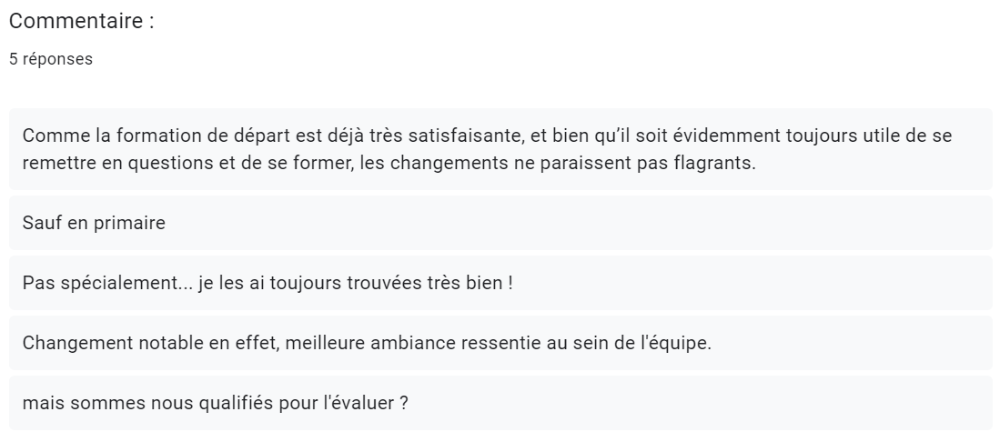 Commentaire :
5 réponses
Comme la formation de départ est déjà très satisfaisante, et bien qu’il soit évidemment toujours utile de se
remettre en questions et de se former, les changements ne paraissent pas flagrants.
Sauf en primaire
Pas spécialement... je les ai toujours trouvées très bien !
Changement notable en effet, meilleure ambiance ressentie au sein de l'équipe.
mais sommes nous qualifiés pour l'évaluer ?